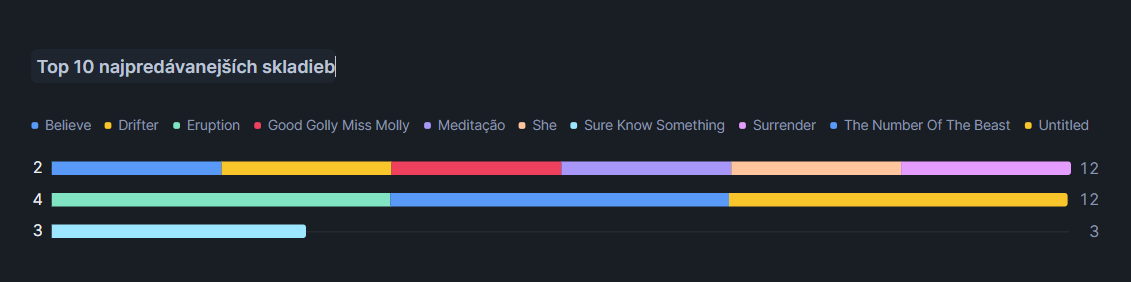 Top 10 najpredávanejších skladieb
Believe Drifter Eruption Good Golly Miss Molly Meditação She Sure Know Something Surrender The Number Of The Beast Untitled
2 12
4 12
3 3